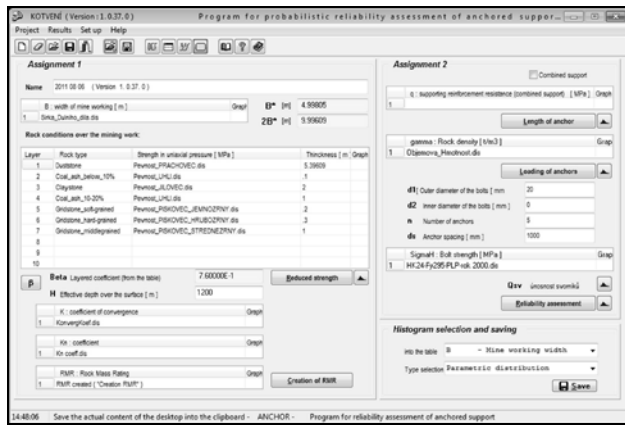 KOTVENÍ ( Version : 1.0.37.0 ) Program for probabilistic reliability assessment of anchored suppor...
Project Results Set up Help
Assignment 1
Name 2011 08 06 ( Version 1.0.37.0 )
B : width of mine working [ m ] Graph
1 Sirka_Dulniho_dila.dis
B* [m] 4.99805
2B* [m] 9.99609
Rock conditions over the mining work:
Layer Rock type Strength in uniaxial pressure [ MPa ] Thinckness [ m Graph
1 Duststone Pevnost_PRACHOVEC.dis 5.39609
2 Coal_ash_below_10% Pevnost_UHLI.dis .1
3 Claystone Pevnost_JILOVEC.dis 2
4 Coal_ash_10-20% Pevnost_UHLI.dis 1
5 Gridstone_soft-grained Pevnost_PISKOVEC_JEMNOZRNY.dis .2
6 Gridstone_hard-grained Pevnost_PISKOVEC_HRUBOZRNY.dis .3
7 Gridstone_middlegrained Pevnost_PISKOVEC_STREDNEZRNY.dis 1
8
9
10
β
Beta Layered coefficient (from the table) 7.60000E-1
Reduced strength
H Effective depth over the surface [ m ] 1200
K : coefficient of convergence Graph
1 KonvergKoef.dis
Kn : coefficient Graph
1 Kn coeff.dis
RMR : Rock Mass Rating Graph
1 RMR created ( "Creation RMR" )
Creation of RMR
Assignment 2
Combined support
q : supporting reinforcement resistence (combined support) [ MPa ] Graph
1
Length of anchor
gamma : Rock density [ t/m3 ] Graph
1 Objemova_Hmotnost.dis
Loading of anchors
d1 Outer diameter of the bolts [ mm 20
d2 Inner diameter of the bolts [ mm ] 0
n Number of anchors 5
ds Anchor spacing [ mm ] 1000
SigmaH : Bolt strength [ MPa ] Grap
1 HK24-Fy295-PLP-rok 2000.dis
Qsv únosnost svorníků
Reliability assessment
Histogram selection and saving
into the table B - Mine working width
Type selection Parametric distribution
Save
14:48:06 Save the actual content of the desktop into the clipboard - ANCHOR - Program for reliability assessment of anchored support